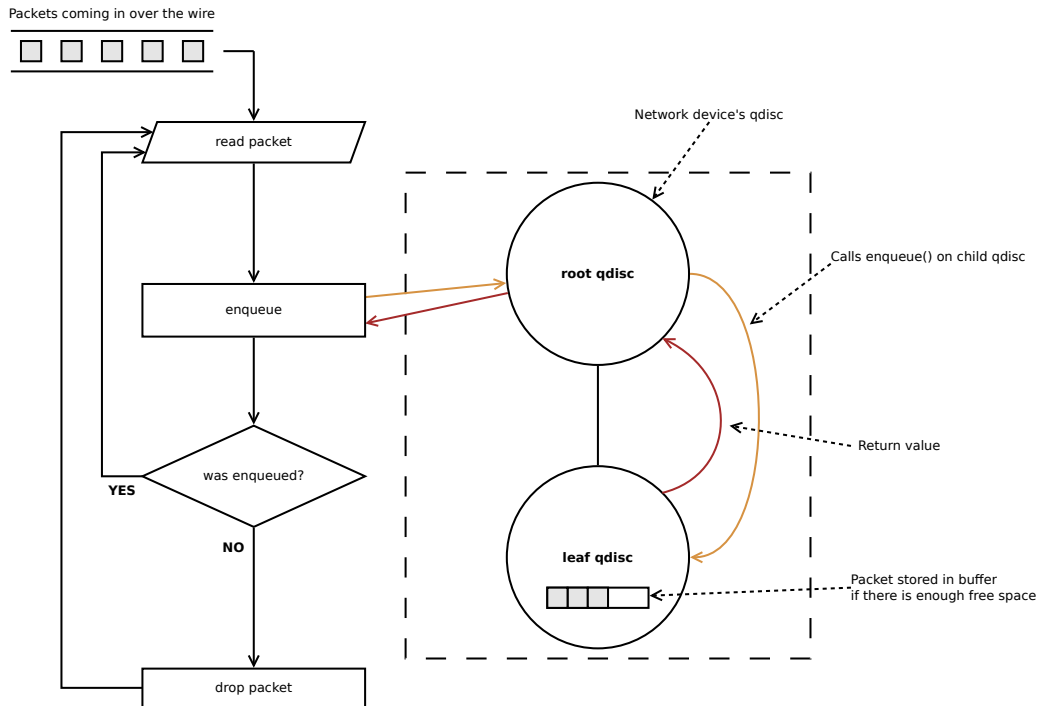 Packets coming in over the wire
read packet
Network device's qdisc
root qdisc
Calls enqueue() on child qdisc
enqueue
Return value
was enqueued?
YES
NO
leaf qdisc
Packet stored in buffer
if there is enough free space
drop packet